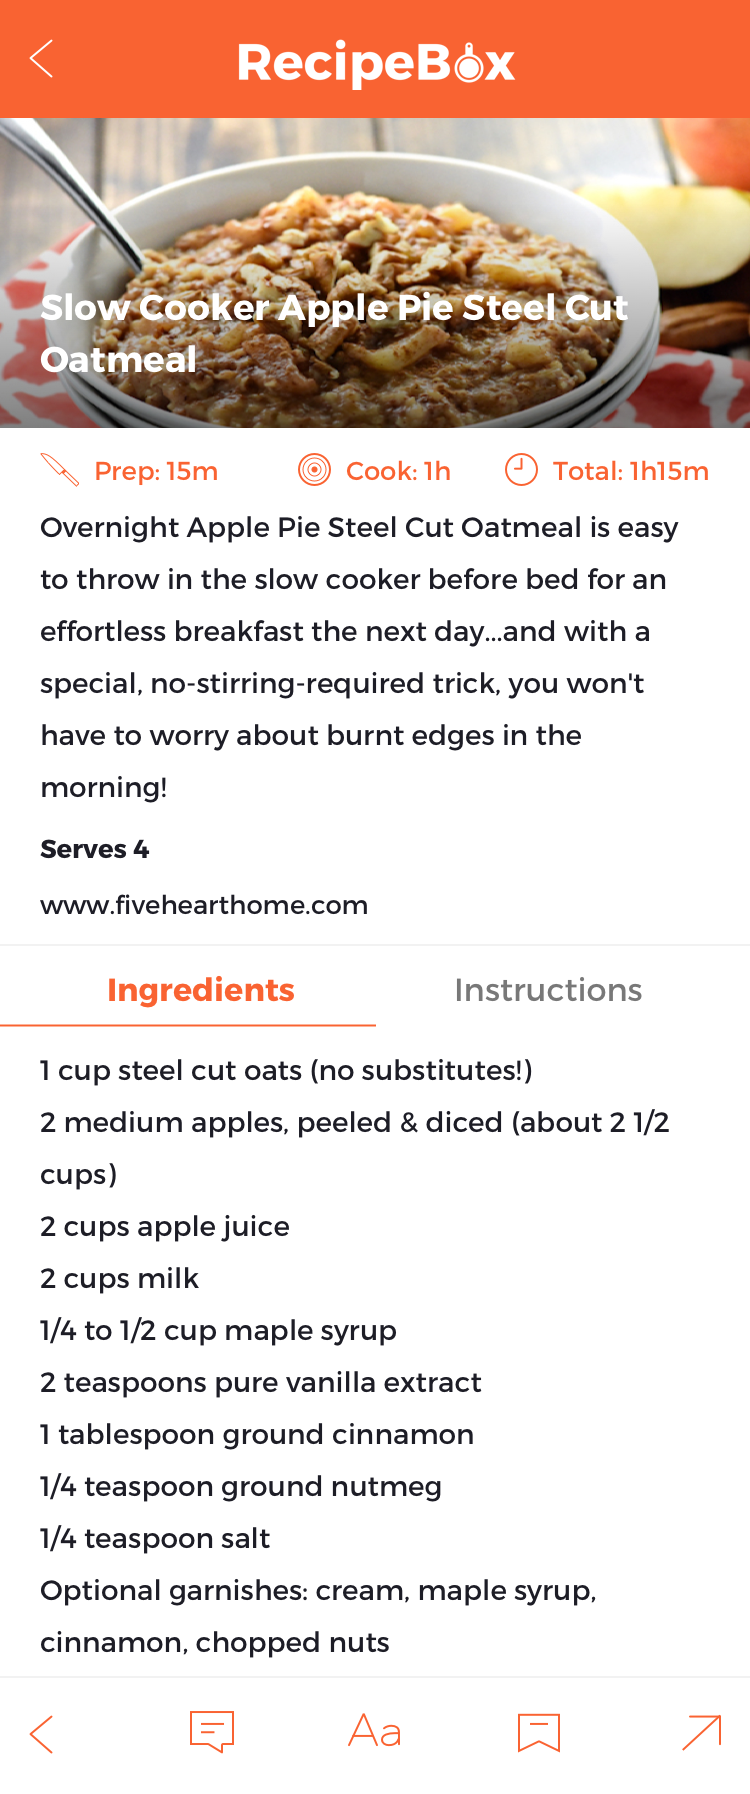 RecipeBox
Slow Cooker Apple Pie Steel Cut
Oatmeal
Prep: 15m
Cook: 1h
Total: 1h15m
Overnight Apple Pie Steel Cut Oatmeal is easy
to throw in the slow cooker before bed for an
effortless breakfast the next day...and with a
special, no-stirring-required trick, you won't
have to worry about burnt edges in the
morning!
Serves 4
www.fivehearthome.com
Ingredients
Instructions
1 cup steel cut oats (no substitutes!)
2 medium apples, peeled & diced (about 2 1/2
cups)
2 cups apple juice
2 cups milk
1/4 to 1/2 cup maple syrup
2 teaspoons pure vanilla extract
1 tablespoon ground cinnamon
1/4 teaspoon ground nutmeg
1/4 teaspoon salt
Optional garnishes: cream, maple syrup,
cinnamon, chopped nuts
Aa